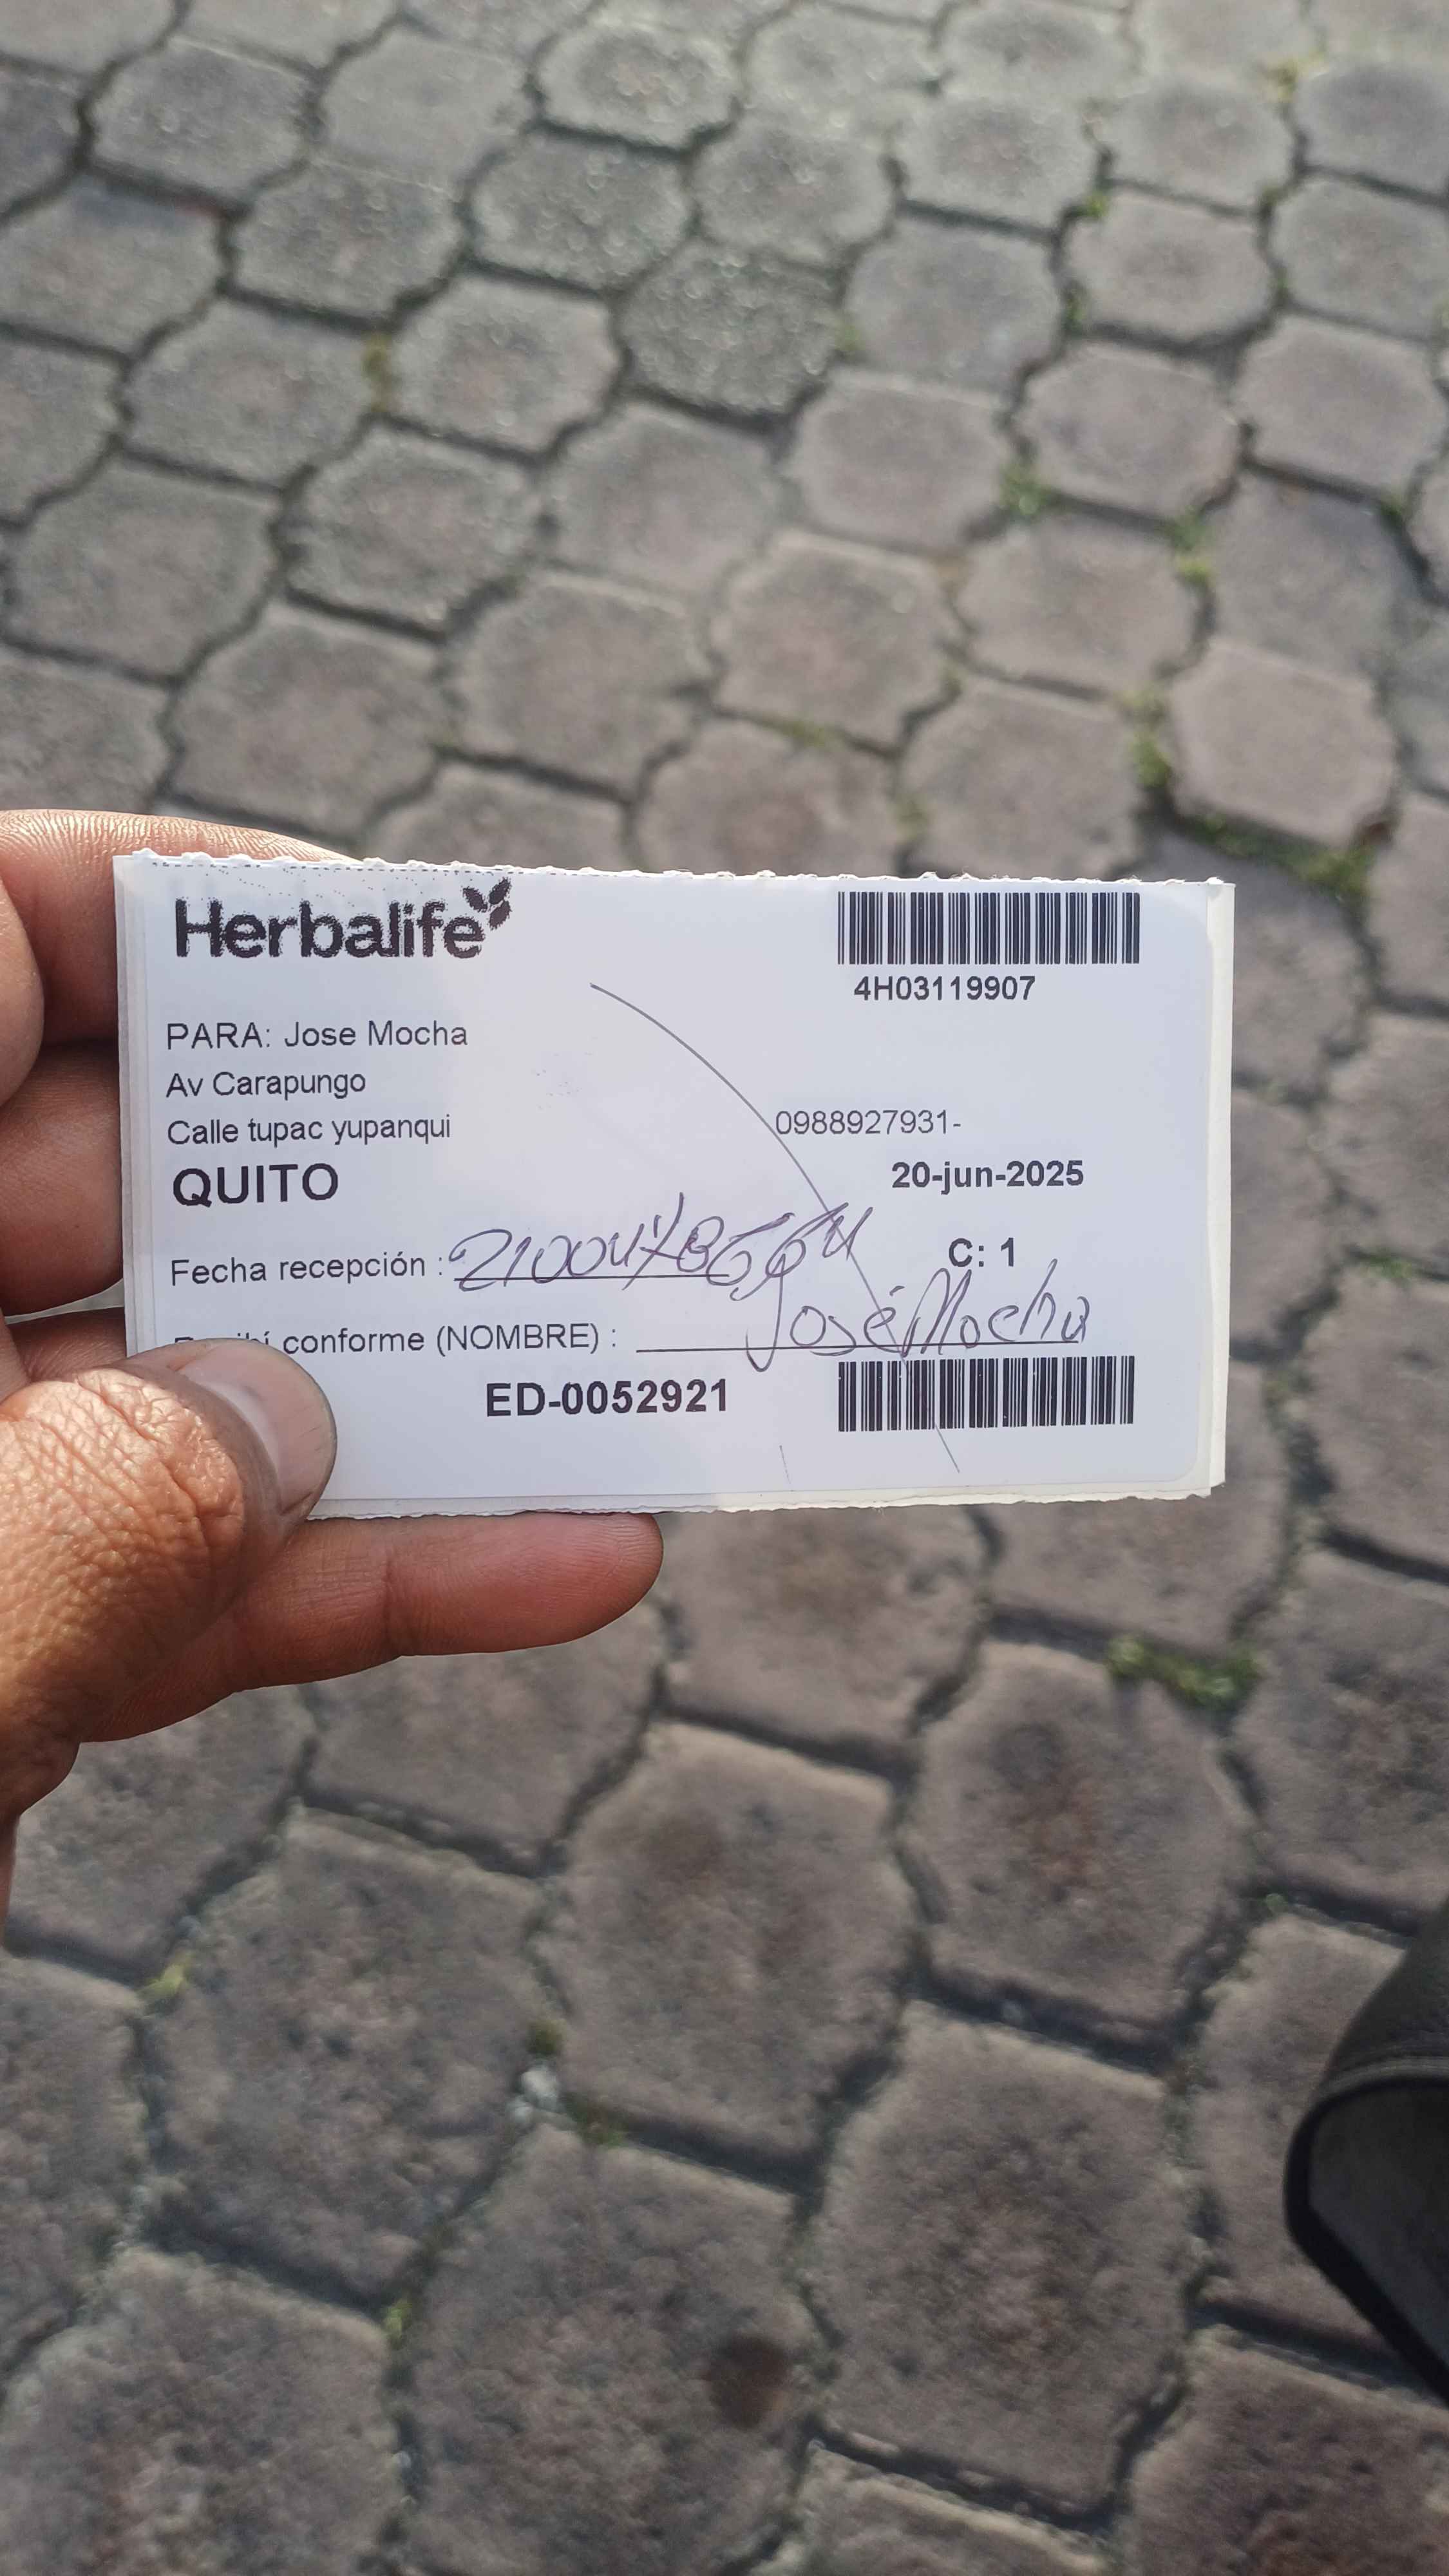 Herbalife
4H03119907
PARA: Jose Mocha
Av Carapungo
Calle tupac yupanqui
0988927931-
QUITO
20-jun-2025
Fecha recepción :
C: 1
conforme (NOMBRE) : José Mocha
ED-0052921